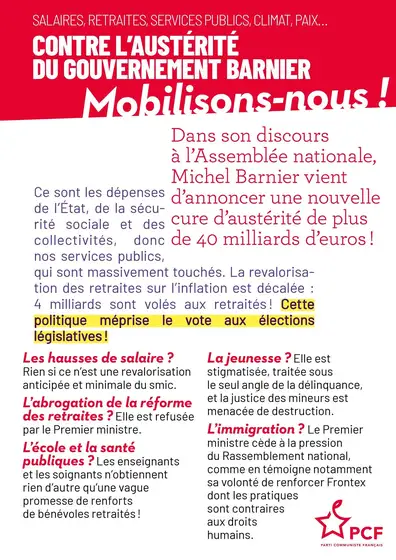 SALAIRES, RETRAITES, SERVICES PUBLICS, CLIMAT, PAIX...
CONTRE L'AUSTÉRITÉ
DU GOUVERNEMENT BARNIER
Mobilisons-nous !
Dans son discours
à l'Assemblée nationale,
Michel Barnier vient
d'annoncer une nouvelle
cure d'austérité de plus
de 40 milliards d'euros !
Ce sont les dépenses
de l'État, de la sécu-
rité sociale et des
collectivités, donc
nos services publics,
qui sont massivement touchés. La revalorisa-
tion des retraites sur l'inflation est décalée :
4 milliards sont volés aux retraités ! Cette
politique méprise le vote aux élections
législatives !
Les hausses de salaire ?
Rien si ce n'est une revalorisation
anticipée et minimale du smic.
L'abrogation de la réforme
des retraites ? Elle est refusée
par le Premier ministre.
L'école et la santé
publiques ? Les enseignants
et les soignants n'obtiennent
rien d'autre qu'une vague
promesse de renforts
de bénévoles retraités !
La jeunesse ? Elle est
stigmatisée, traitée sous
le seul angle de la délinquance,
et la justice des mineurs est
menacée de destruction.
L'immigration ? Le Premier
ministre cède à la pression
du Rassemblement national,
comme en témoigne notamment
sa volonté de renforcer Frontex
dont les pratiques
sont contraires
aux droits
humains.
PCF
PARTI COMMUNISTE FRANÇAIS